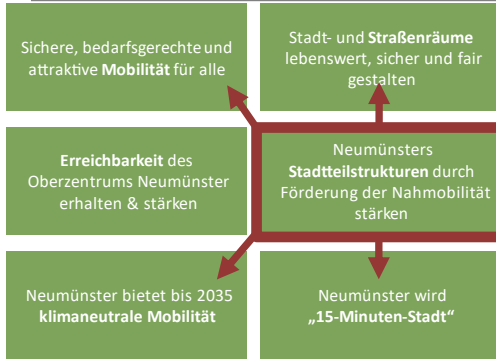 Sichere, bedarfsgerechte und
attraktive Mobilität für alle
Stadt- und Straßenräume
lebenswert, sicher und fair
gestalten
Erreichbarkeit des
Oberzentrums Neumünster
erhalten & stärken
Neumünsters
Stadtteilstrukturen durch
Förderung der Nahmobilität
stärken
Neumünster bietet bis 2035
klimaneutrale Mobilität
Neumünster wird
„15-Minuten-Stadt“